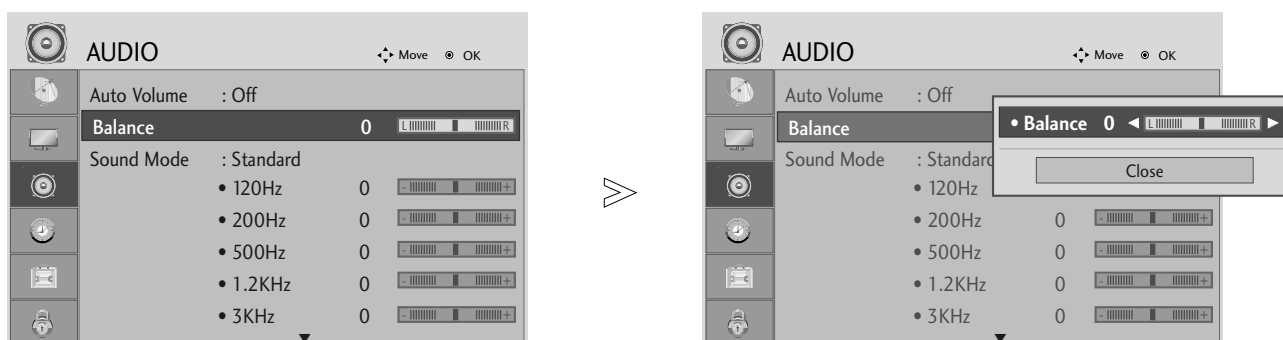 AUDIO
Move OK
Auto Volume : Off
Balance 0 L R
Sound Mode : Standard
• 120Hz 0 - +
• 200Hz 0 - +
• 500Hz 0 - +
• 1.2KHz 0 - +
• 3KHz 0 - +
AUDIO
Move OK
Auto Volume : Off
Balance
Sound Mode : Standard
• 120Hz
• 200Hz 0 - +
• 500Hz 0 - +
• 1.2KHz 0 - +
• 3KHz 0 - +
• Balance 0 L R
Close